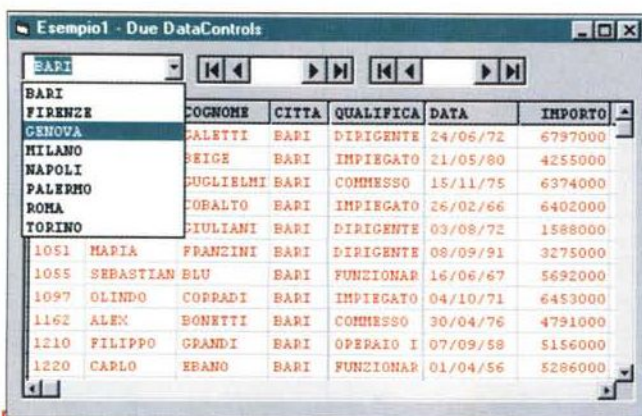 Esempio1 - Due DataControls
BARI
BARI
FIRENZE
GENOVA
MILANO
NAPOLI
PALERMO
ROMA
TORINO
COGNOME CITTA QUALIFICA DATA IMPORTO
GALETTI BARI DIRIGENTE 24/06/72 6797000
BEIGE BARI IMPIEGATO 21/05/80 4255000
GUGLIELMI BARI COMMESSO 15/11/75 6374000
COBALTO BARI IMPIEGATO 26/02/66 6402000
GIULIANI BARI DIRIGENTE 03/08/72 1588000
1051 MARIA FRANZINI BARI DIRIGENTE 08/09/91 3275000
1055 SEBASTIAN BLU BARI FUNZIONAR 16/06/67 5692000
1097 OLINDO CORRADI BARI IMPIEGATO 04/10/71 6453000
1162 ALEX BONETTI BARI COMMESSO 30/04/76 4791000
1210 FILIPPO GRANDI BARI OPERAIO I 07/09/58 5156000
1220 CARLO EBANO BARI FUNZIONAR 01/04/56 5286000